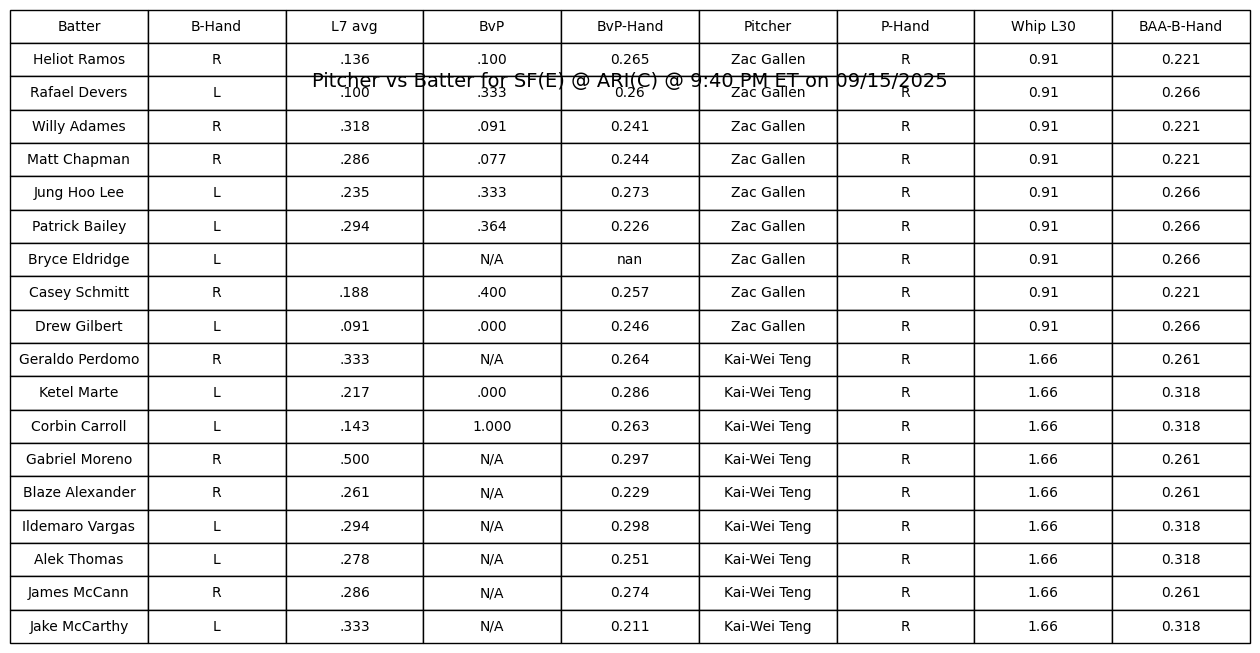 Batter B-Hand L7 avg BvP BvP-Hand Pitcher P-Hand Whip L30 BAA-B-Hand
Heliot Ramos R .136 .100 0.265 Zac Gallen R 0.91 0.221
Pitcher vs Batter for SF(E) @ ARI(C) @ 9:40 PM ET on 09/15/2025
Rafael Devers L .100 .333 0.26 Zac Gallen R 0.91 0.266
Willy Adames R .318 .091 0.241 Zac Gallen R 0.91 0.221
Matt Chapman R .286 .077 0.244 Zac Gallen R 0.91 0.221
Jung Hoo Lee L .235 .333 0.273 Zac Gallen R 0.91 0.266
Patrick Bailey L .294 .364 0.226 Zac Gallen R 0.91 0.266
Bryce Eldridge L N/A nan Zac Gallen R 0.91 0.266
Casey Schmitt R .188 .400 0.257 Zac Gallen R 0.91 0.221
Drew Gilbert L .091 .000 0.246 Zac Gallen R 0.91 0.266
Geraldo Perdomo R .333 N/A 0.264 Kai-Wei Teng R 1.66 0.261
Ketel Marte L .217 .000 0.286 Kai-Wei Teng R 1.66 0.318
Corbin Carroll L .143 1.000 0.263 Kai-Wei Teng R 1.66 0.318
Gabriel Moreno R .500 N/A 0.297 Kai-Wei Teng R 1.66 0.261
Blaze Alexander R .261 N/A 0.229 Kai-Wei Teng R 1.66 0.261
Ildemaro Vargas L .294 N/A 0.298 Kai-Wei Teng R 1.66 0.318
Alek Thomas L .278 N/A 0.251 Kai-Wei Teng R 1.66 0.318
James McCann R .286 N/A 0.274 Kai-Wei Teng R 1.66 0.261
Jake McCarthy L .333 N/A 0.211 Kai-Wei Teng R 1.66 0.318